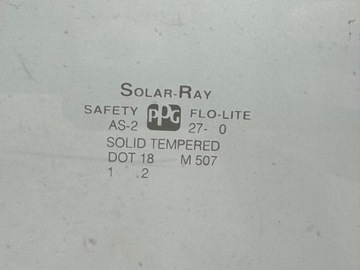 SOLAR-RAY
SAFETY PPG FLO-LITE
AS-2 27- 0
SOLID TEMPERED
DOT 18 M 507
1 2